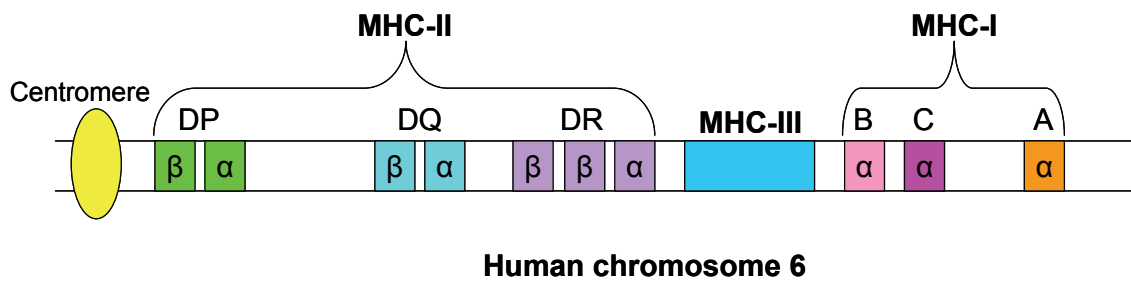 MHC-II MHC-I
Centromere
DP DQ DR MHC-III B C A
β α β α β β α α α α
Human chromosome 6